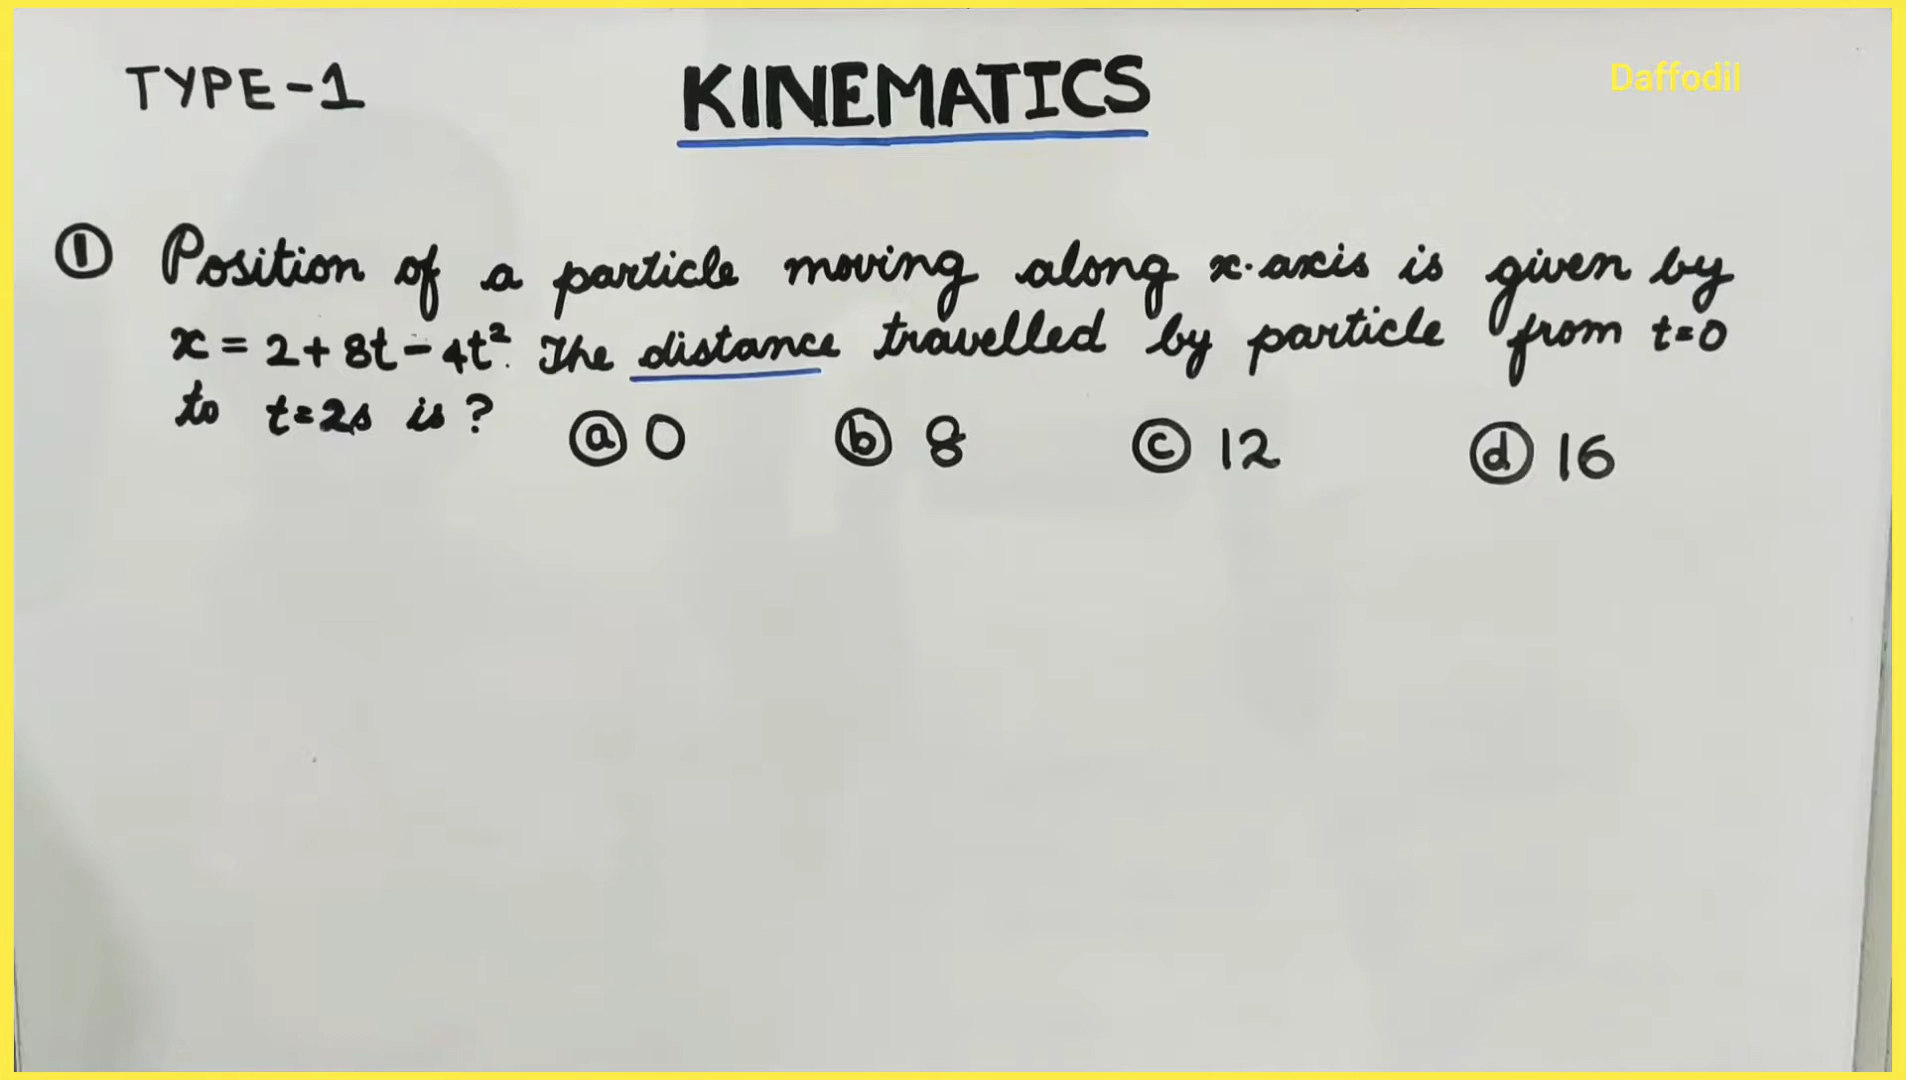 TYPE-1 KINEMATICS Daffodil
① Position of a particle moving along x-axis is given by
x = 2 + 8t - 4t². The distance travelled by particle from t=0
to t=2s is? ⓐ 0 ⓑ 8 ⓒ 12 ⓓ 16